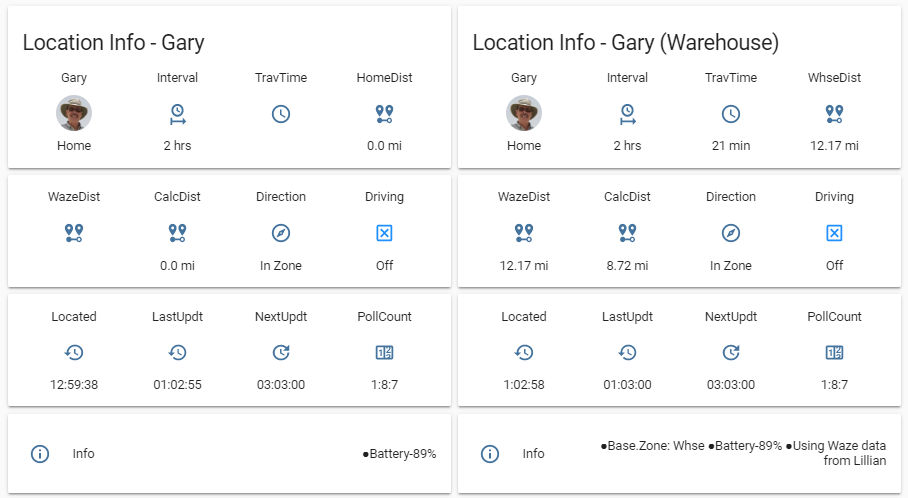 Location Info - Gary
Gary Interval TravTime HomeDist
Home 2 hrs 0.0 mi
WazeDist CalcDist Direction Driving
0.0 mi In Zone Off
Located LastUpdt NextUpdt PollCount
12:59:38 01:02:55 03:03:00 1:8:7
Info ●Battery-89%
Location Info - Gary (Warehouse)
Gary Interval TravTime WhseDist
Home 2 hrs 21 min 12.17 mi
WazeDist CalcDist Direction Driving
12.17 mi 8.72 mi In Zone Off
Located LastUpdt NextUpdt PollCount
1:02:58 01:03:00 03:03:00 1:8:7
Info ●Base.Zone: Whse ●Battery-89% ●Using Waze data
from Lillian